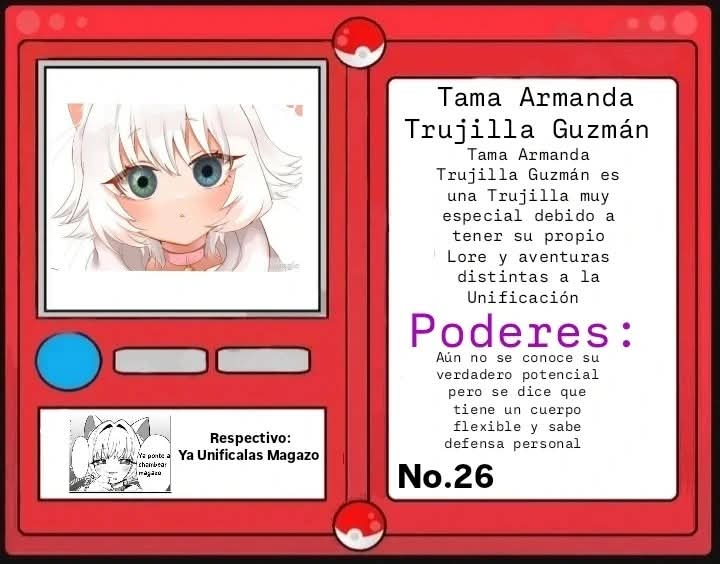 Tama Armanda
Trujilla Guzmán
Tama Armanda
Trujilla Guzmán es
una Trujilla muy
especial debido a
tener su propio
Lore y aventuras
distintas a la
Unificación
Poderes:
Aún no se conoce su
verdadero potencial
pero se dice que
tiene un cuerpo
flexible y sabe
defensa personal
No.26
Respectivo:
Ya Unificalas Magazo
Ya ponte a
chambear
magazo